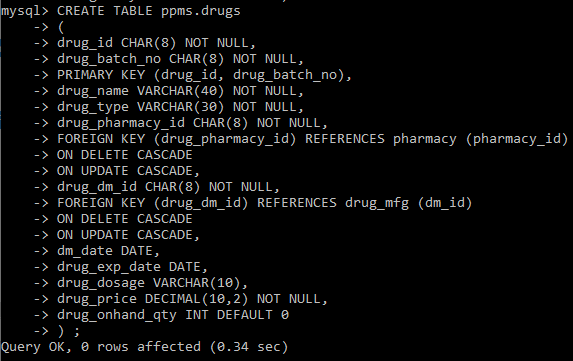 mysql> CREATE TABLE ppms.drugs
-> (
-> drug_id CHAR(8) NOT NULL,
-> drug_batch_no CHAR(8) NOT NULL,
-> PRIMARY KEY (drug_id, drug_batch_no),
-> drug_name VARCHAR(40) NOT NULL,
-> drug_type VARCHAR(30) NOT NULL,
-> drug_pharmacy_id CHAR(8) NOT NULL,
-> FOREIGN KEY (drug_pharmacy_id) REFERENCES pharmacy (pharmacy_id)
-> ON DELETE CASCADE
-> ON UPDATE CASCADE,
-> drug_dm_id CHAR(8) NOT NULL,
-> FOREIGN KEY (drug_dm_id) REFERENCES drug_mfg (dm_id)
-> ON DELETE CASCADE
-> ON UPDATE CASCADE,
-> dm_date DATE,
-> drug_exp_date DATE,
-> drug_dosage VARCHAR(10),
-> drug_price DECIMAL(10,2) NOT NULL,
-> drug_onhand_qty INT DEFAULT 0
-> ) ;
Query OK, 0 rows affected (0.34 sec)